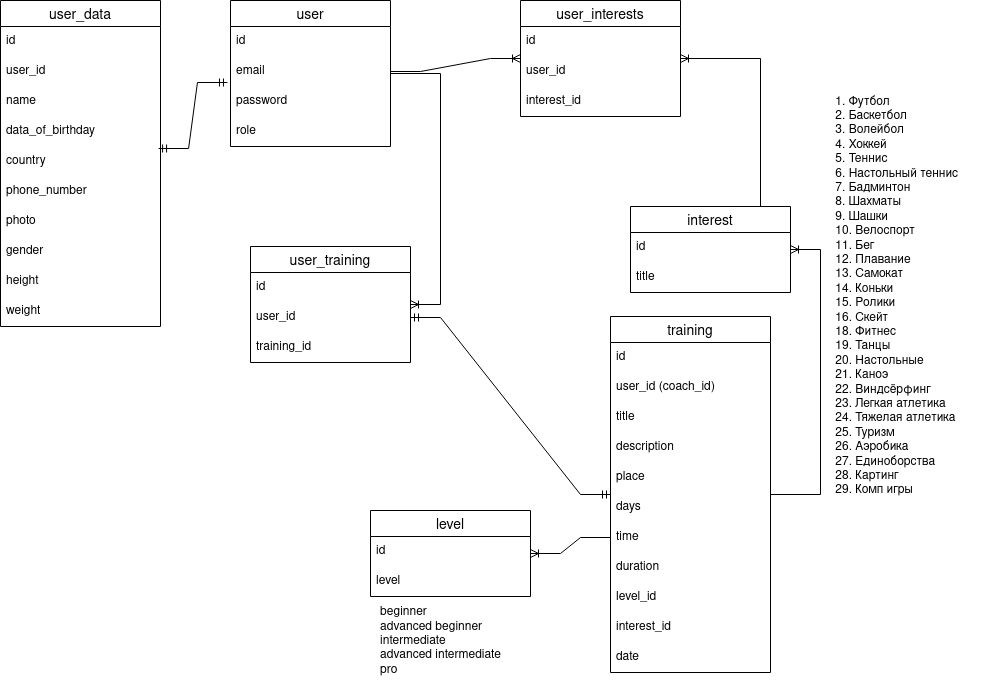 user_data
id
user_id
name
data_of_birthday
country
phone_number
photo
gender
height
weight
user
id
email
password
role
user_interests
id
user_id
interest_id
interest
id
title
user_training
id
user_id
training_id
training
id
user_id (coach_id)
title
description
place
days
time
duration
level_id
interest_id
date
level
id
level
beginner
advanced beginner
intermediate
advanced intermediate
pro
1. Футбол
2. Баскетбол
3. Волейбол
4. Хоккей
5. Теннис
6. Настольный теннис
7. Бадминтон
8. Шахматы
9. Шашки
10. Велоспорт
11. Бег
12. Плавание
13. Самокат
14. Коньки
15. Ролики
16. Скейт
18. Фитнес
19. Танцы
20. Настольные
21. Каноэ
22. Виндсёрфинг
23. Легкая атлетика
24. Тяжелая атлетика
25. Туризм
26. Аэробика
27. Единоборства
28. Картинг
29. Комп игры